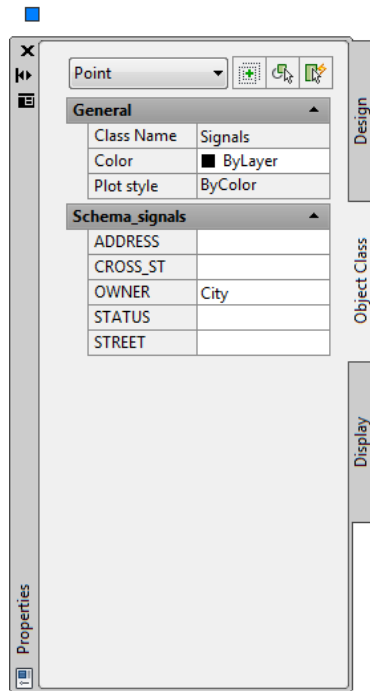 Point
General
Class Name Signals
Color ByLayer
Plot style ByColor
Schema_signals
ADDRESS
CROSS_ST
OWNER City
STATUS
STREET
Design
Object Class
Display
Properties